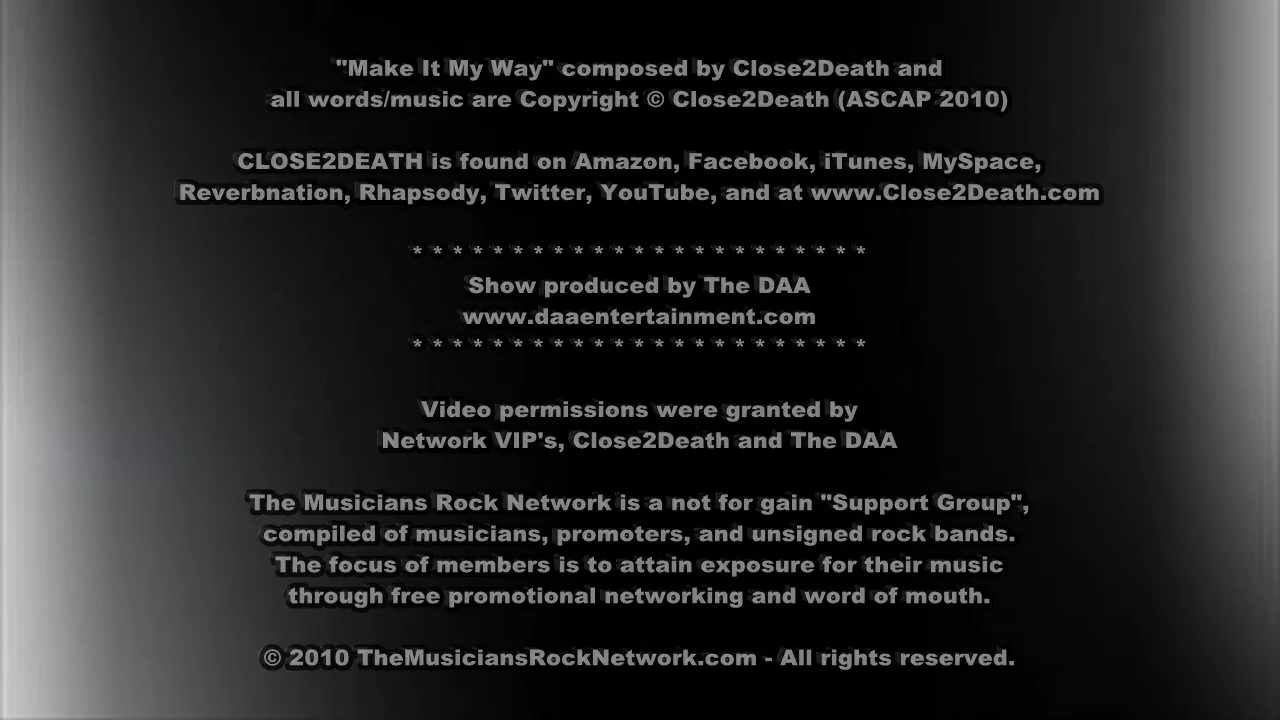 "Make It My Way" composed by Close2Death and
all words/music are Copyright © Close2Death (ASCAP 2010)
CLOSE2DEATH is found on Amazon, Facebook, iTunes, MySpace,
Reverbnation, Rhapsody, Twitter, YouTube, and at www.Close2Death.com
* * * * * * * * * * * * * * * * * * * * * * *
Show produced by The DAA
www.daaentertainment.com
* * * * * * * * * * * * * * * * * * * * * * *
Video permissions were granted by
Network VIP's, Close2Death and The DAA
The Musicians Rock Network is a not for gain "Support Group",
compiled of musicians, promoters, and unsigned rock bands.
The focus of members is to attain exposure for their music
through free promotional networking and word of mouth.
© 2010 TheMusiciansRockNetwork.com - All rights reserved.